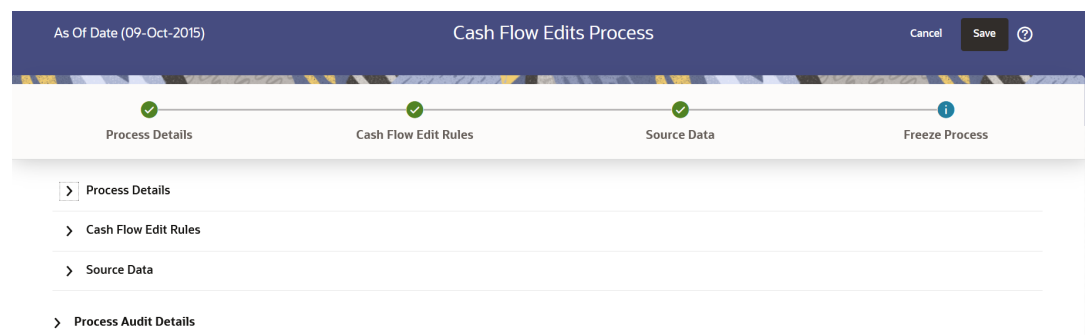 As Of Date (09-Oct-2015) Cash Flow Edits Process Cancel Save ?
Process Details Cash Flow Edit Rules Source Data Freeze Process
Process Details
Cash Flow Edit Rules
Source Data
Process Audit Details